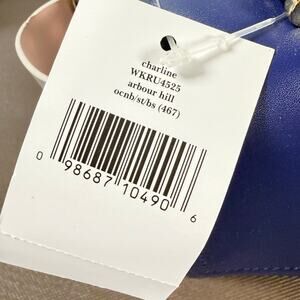 charline
WKRU4525
arbour hill
ocnb/st/bs (467)
0 98687 10490 6